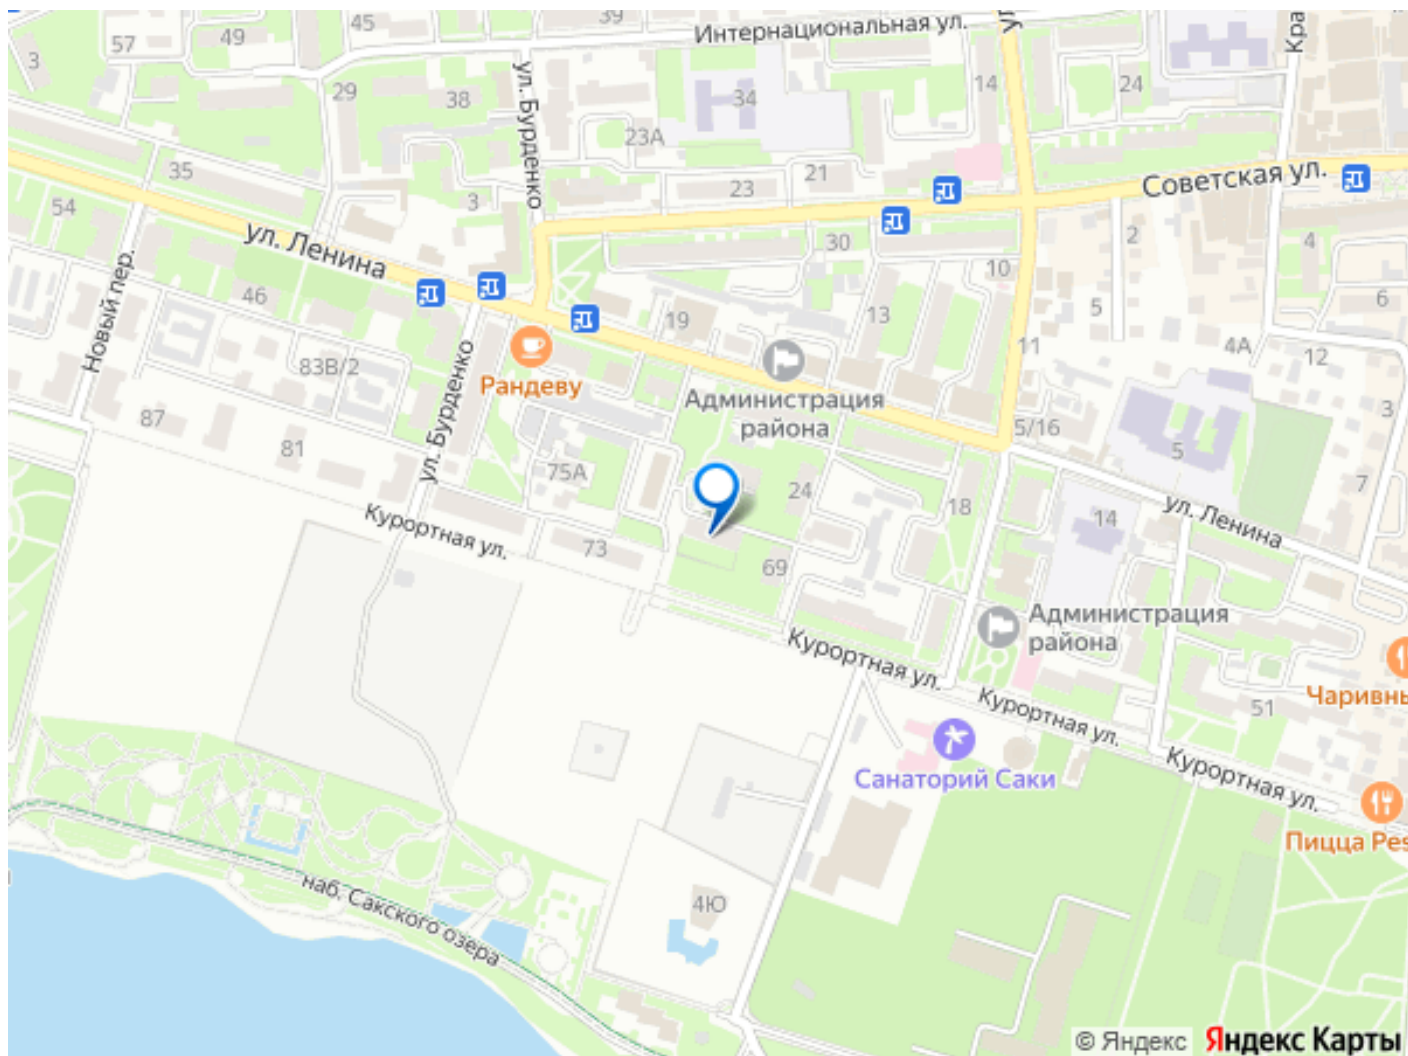 39
45
Интернациональная ул.
49
57
3
29
38
ул. Бурденко
34
14
24
Кра
23А
35
3
23
21
Советская ул.
54
ул. Ленина
30
2
4
10
Новый пер.
46
5
6
19
13
11
4А
12
83В/2
Рандеву
Администрация
района
3
87
81
ул. Бурденко
5/16
5
75А
24
18
7
14
ул. Ленина
Курортная ул.
73
69
Администрация
района
Курортная ул.
Курортная ул.
51
Чаривны
Санаторий Саки
Курортная ул.
Пицца Pes
наб. Сакского озера
4Ю
© Яндекс Яндекс Карты